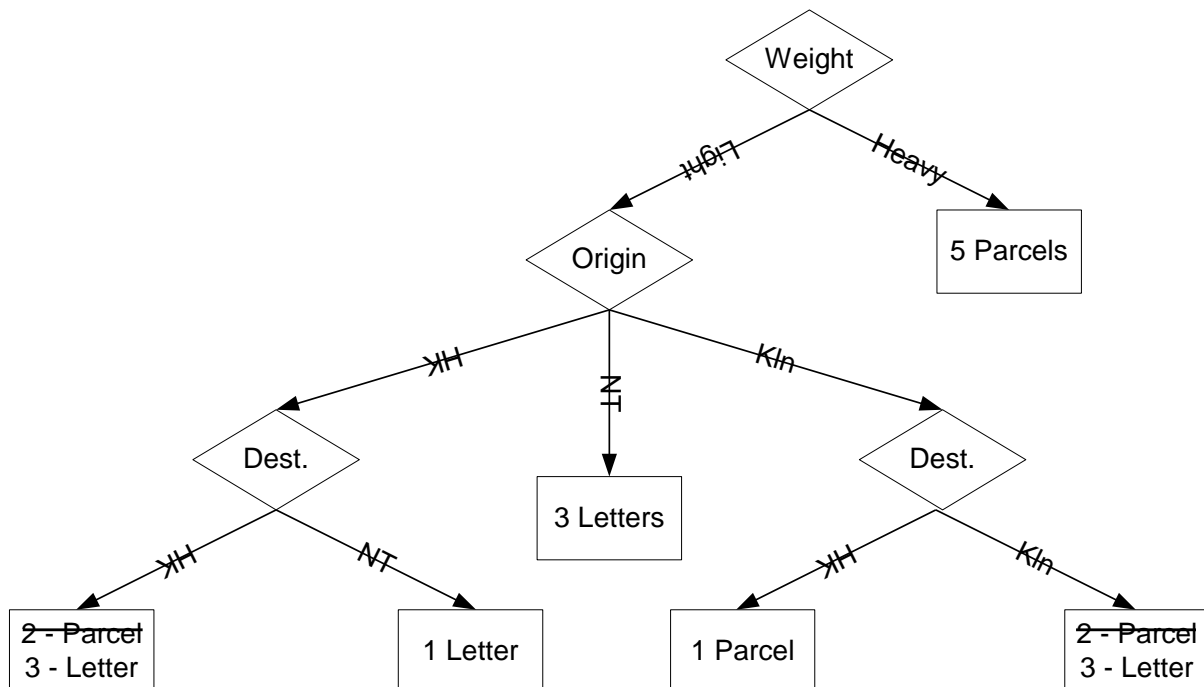 Weight
Light
Heavy
Origin
5 Parcels
HK
NT
Kln
Dest.
Dest.
3 Letters
HK
NT
HK
Kln
2 - Parcel
3 - Letter
1 Letter
1 Parcel
2 - Parcel
3 - Letter